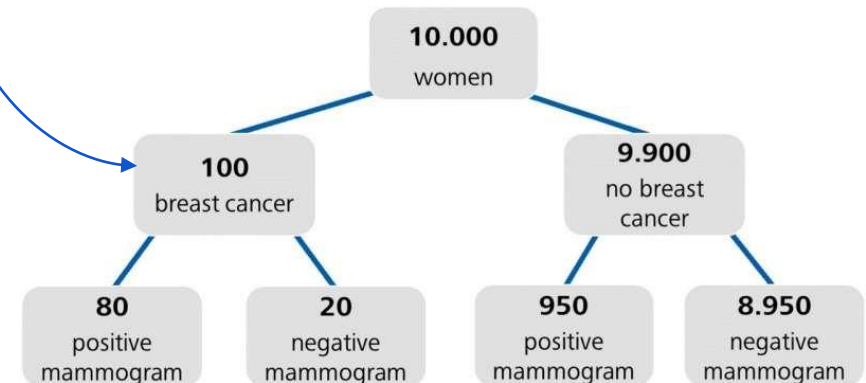 10.000
women
100
breast cancer
9.900
no breast
cancer
80
positive
mammogram
20
negative
mammogram
950
positive
mammogram
8.950
negative
mammogram